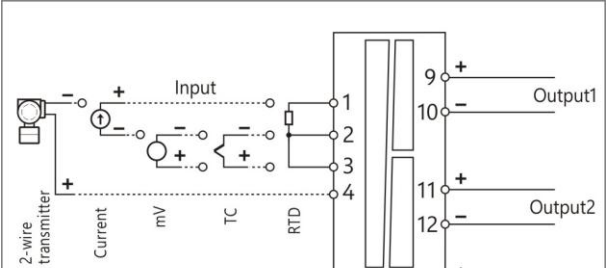 Input
1
2
3
4
9
10
11
12
+
−
+
−
Output1
Output2
−
+
+
−
−
+
−
+
2-wire
transmitter
Current
mV
TC
RTD